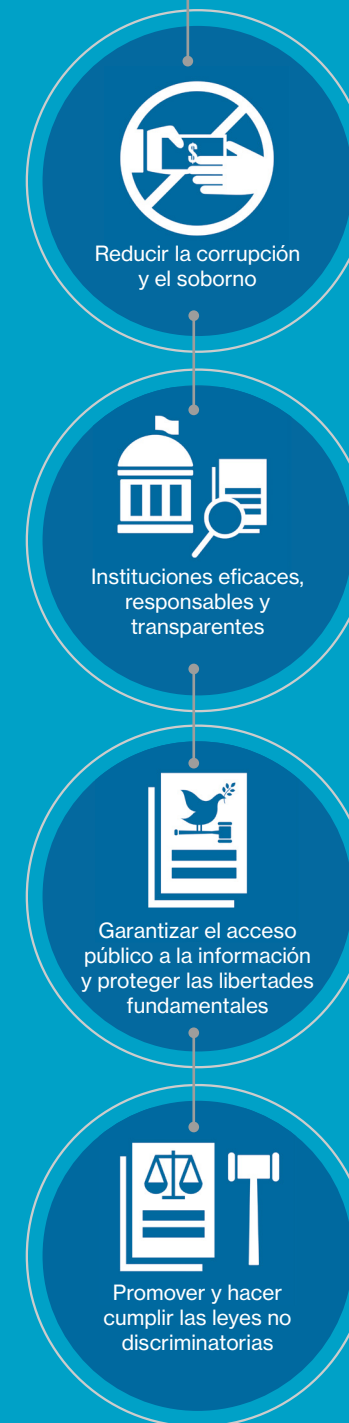 $
Reducir la corrupción
y el soborno
Instituciones eficaces,
responsables y
transparentes
Garantizar el acceso
público a la información
y proteger las libertades
fundamentales
Promover y hacer
cumplir las leyes no
discriminatorias